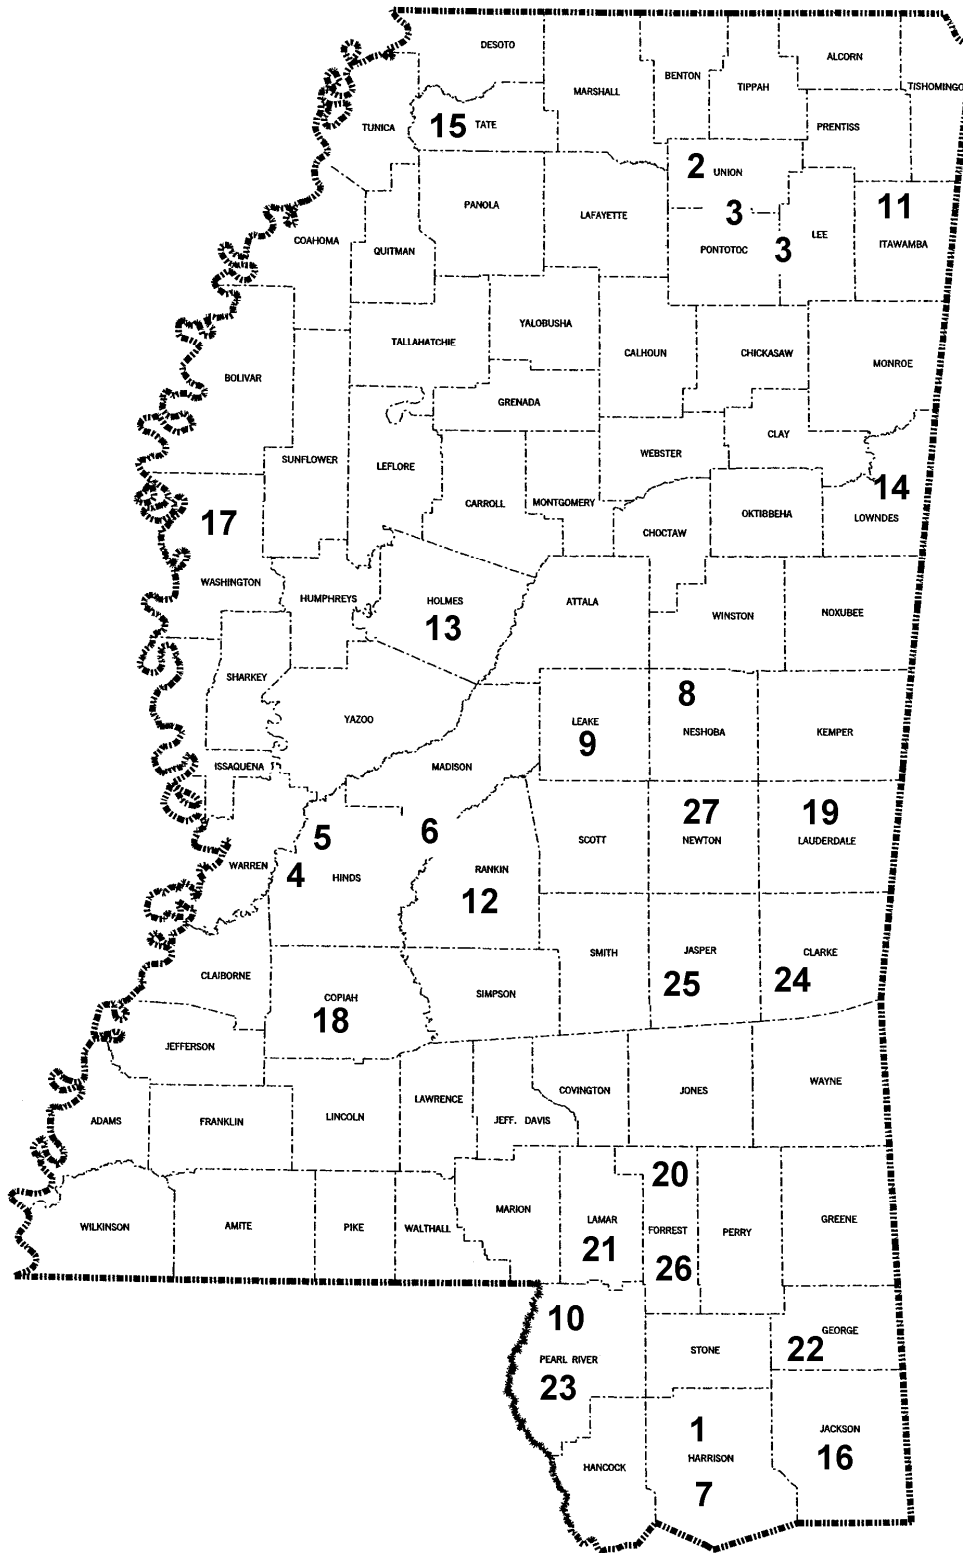 DESOTO
ALCORN
BENTON
TIPPAH
TISHOMINGO
MARSHALL
TUNICA
15 TATE
PRENTISS
2 UNION
3
11
PANOLA
LAFAYETTE
LEE
ITAWAMBA
COAHOMA
QUITMAN
PONTOTOC
3
YALOBUSHA
TALLAHATCHIE
CALHOUN
CHICKASAW
MONROE
BOLIVAR
GRENADA
CLAY
SUNFLOWER
LEFLORE
WEBSTER
14
CARROLL
MONTGOMERY
OKTIBBEHA
LOWNDES
17
CHOCTAW
WASHINGTON
HUMPHREYS
HOLMES
ATTALA
WINSTON
NOXUBEE
13
SHARKEY
8
YAZOO
LEAKE
NESHOBA
KEMPER
9
ISSAQUENA
MADISON
27
19
5
6
SCOTT
NEWTON
LAUDERDALE
WARREN
4
HINDS
RANKIN
12
SMITH
JASPER
CLARKE
CLAIBORNE
25
24
COPIAH
SIMPSON
18
JEFFERSON
COVINGTON
JONES
WAYNE
LAWRENCE
ADAMS
FRANKLIN
LINCOLN
JEFF. DAVIS
20
MARION
WILKINSON
AMITE
PIKE
WALTHALL
LAMAR
FORREST
PERRY
GREENE
21
26
10
GEORGE
STONE
22
PEARL RIVER
23
1
JACKSON
HARRISON
16
HANCOCK
7